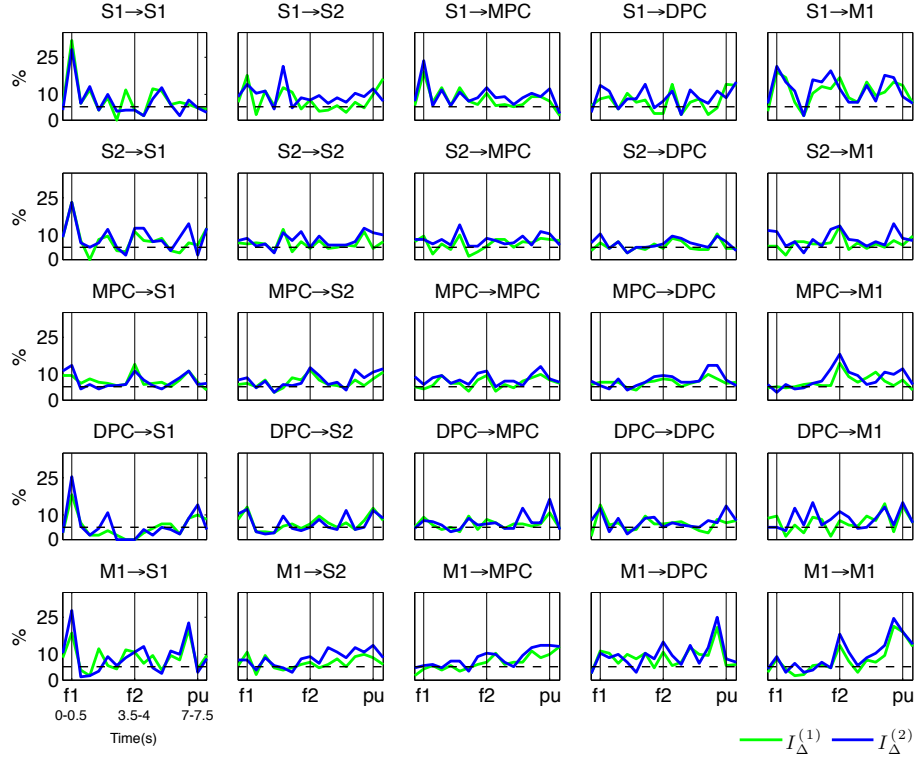 S1→S1 S1→S2 S1→MPC S1→DPC S1→M1
%
25
10
0
S2→S1 S2→S2 S2→MPC S2→DPC S2→M1
%
25
10
0
MPC→S1 MPC→S2 MPC→MPC MPC→DPC MPC→M1
%
25
10
0
DPC→S1 DPC→S2 DPC→MPC DPC→DPC DPC→M1
%
25
10
0
M1→S1 M1→S2 M1→MPC M1→DPC M1→M1
%
25
10
0
f1 f2 pu f1 f2 pu f1 f2 pu f1 f2 pu f1 f2 pu
0-0.5 3.5-4 7-7.5
Time(s)
I_Δ^(1) I_Δ^(2)